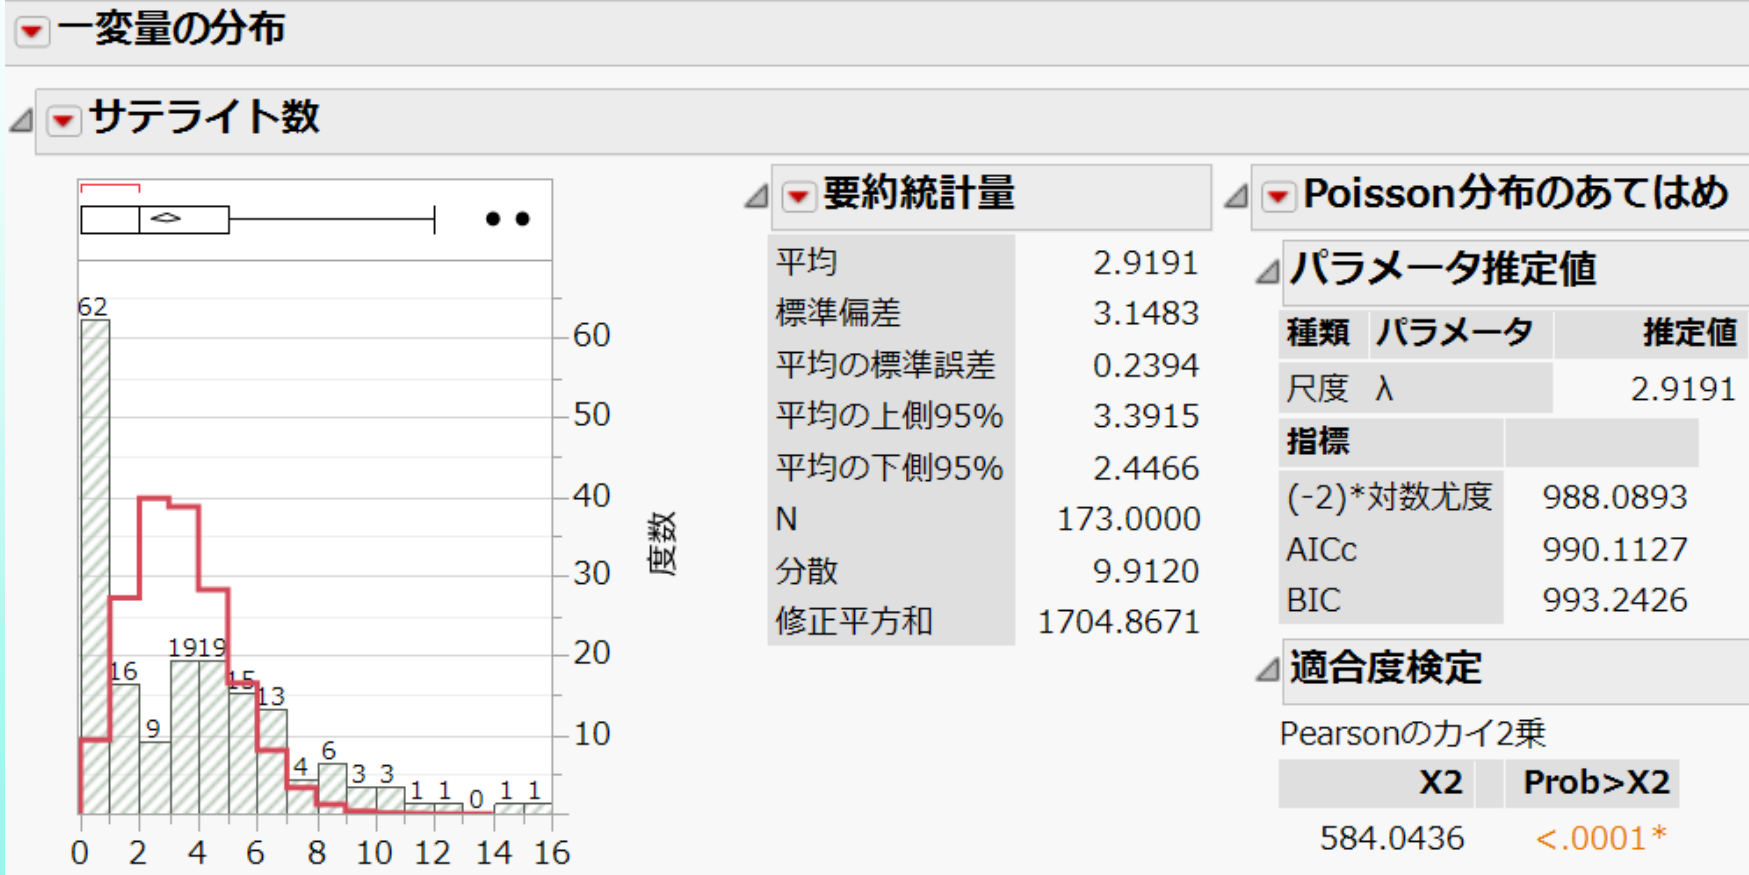 一変量の分布
サテライト数
62
16
9
19
19
15
13
4
6
3
3
1
1
0
1
1
60
50
40
30
20
10
度数
0 2 4 6 8 10 12 14 16
要約統計量
平均 2.9191
標準偏差 3.1483
平均の標準誤差 0.2394
平均の上側95% 3.3915
平均の下側95% 2.4466
N 173.0000
分散 9.9120
修正平方和 1704.8671
Poisson分布のあてはめ
パラメータ推定値
種類 パラメータ 推定値
尺度 λ 2.9191
指標
(-2)*対数尤度 988.0893
AICc 990.1127
BIC 993.2426
適合度検定
Pearsonのカイ2乗
X2 Prob>X2
584.0436 <.0001*